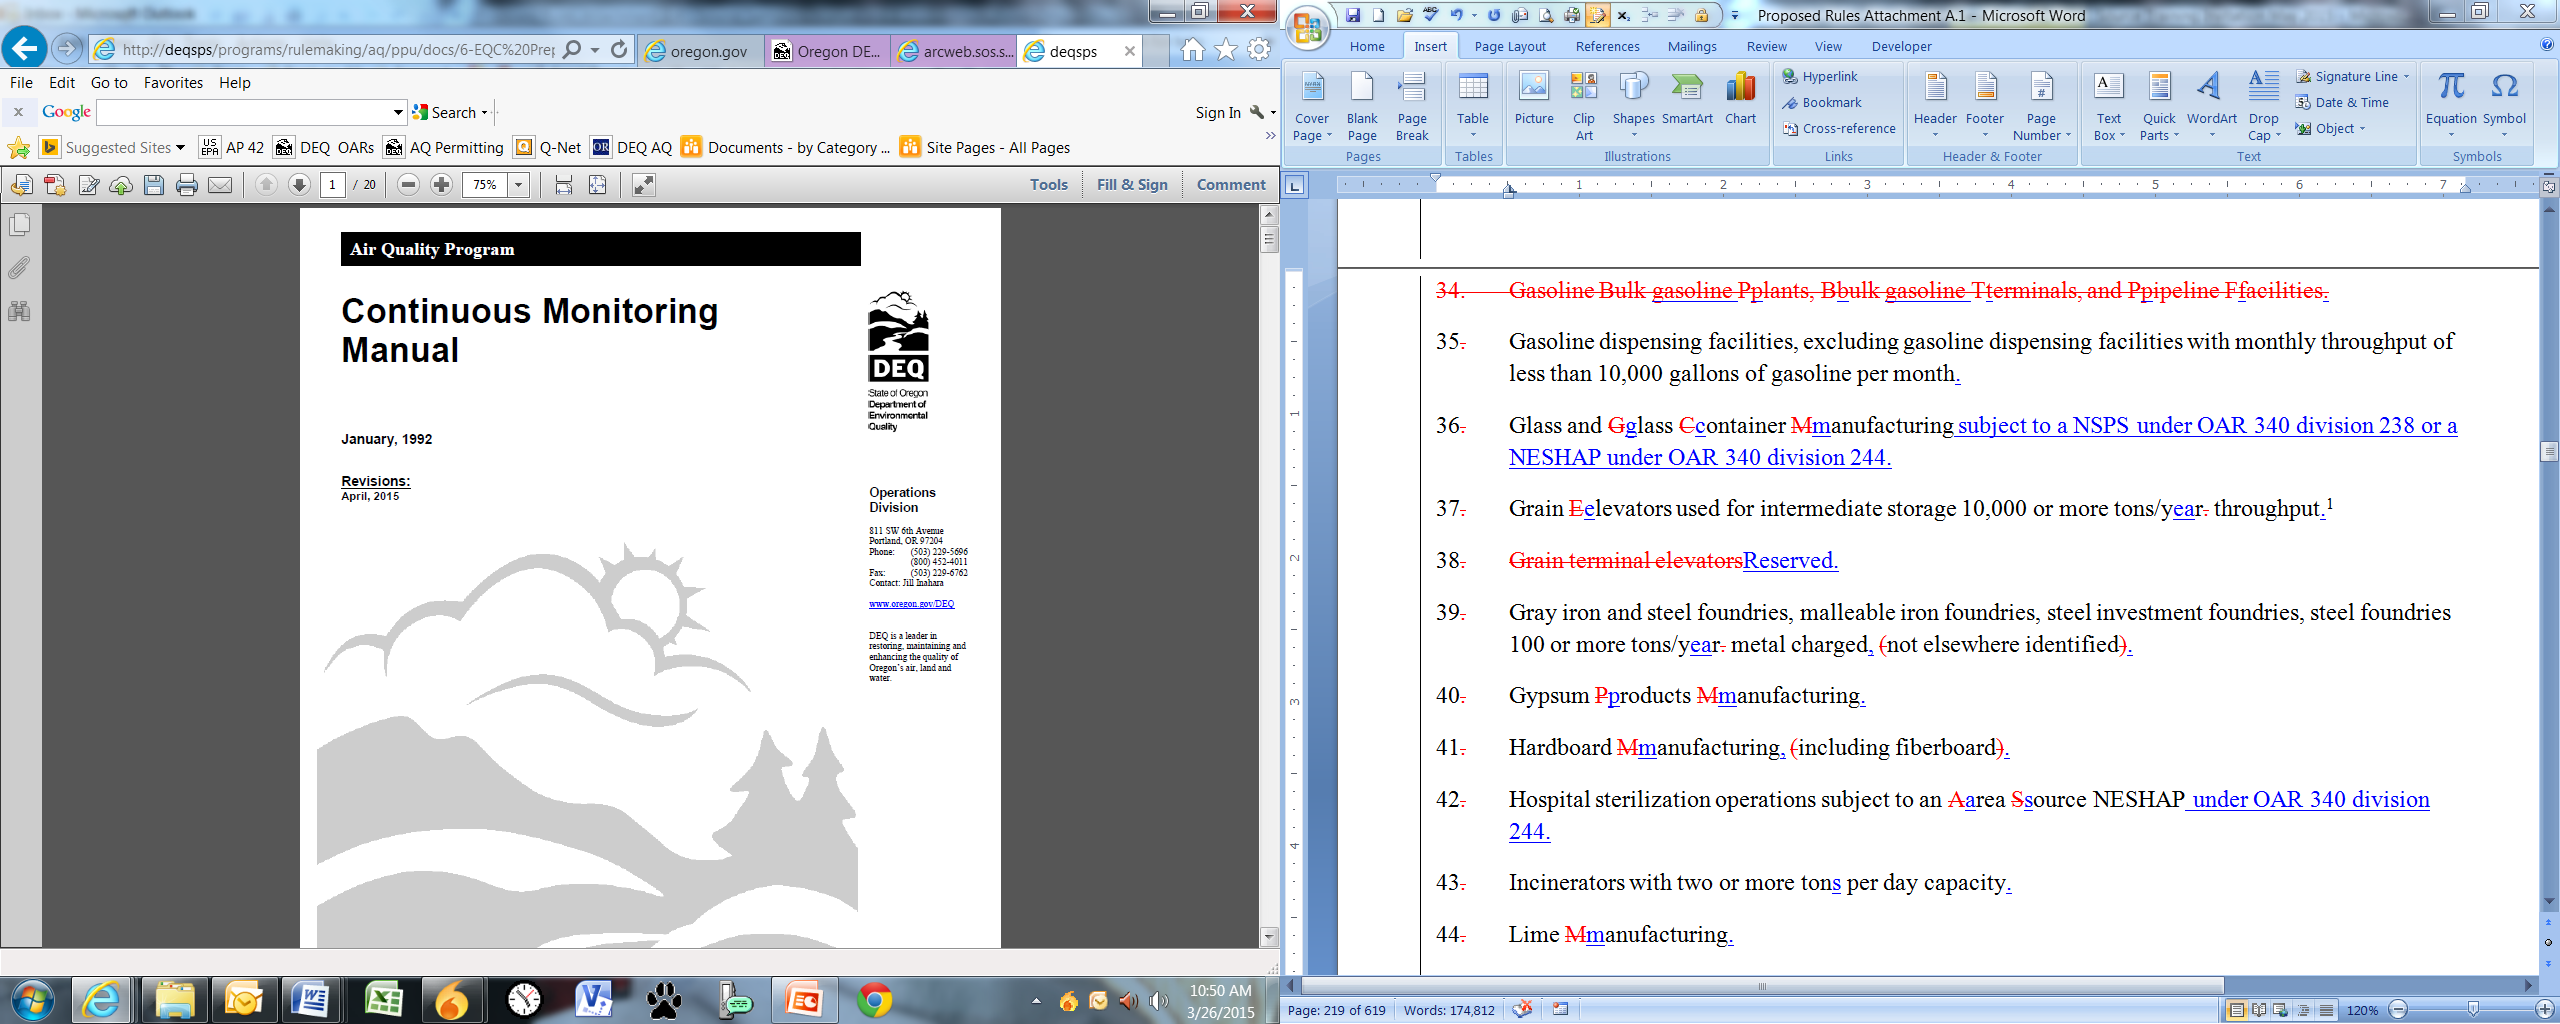 http://deqsps/programs/rulemaking/aq/ppu/docs/6-EQC%20Prep
oregon.gov
Oregon DE...
arcweb.sos.s...
deqsps
File Edit Go to Favorites Help
Google
Search
Sign In
Suggested Sites
AP 42
DEQ OARs
AQ Permitting
Q-Net
DEQ AQ
Documents - by Category ...
Site Pages - All Pages
1 / 20
75%
Tools
Fill & Sign
Comment
Air Quality Program
Continuous Monitoring
Manual
January, 1992
Revisions:
April, 2015
DEQ
State of Oregon
Department of
Environmental
Quality
Operations
Division
811 SW 6th Avenue
Portland, OR 97204
Phone: (503) 229-5696
(800) 452-4011
Fax: (503) 229-6762
Contact: Jill Inahara
www.oregon.gov/DEQ
DEQ is a leader in
restoring, maintaining and
enhancing the quality of
Oregon's air, land and
water.
10:50 AM
3/26/2015
Proposed Rules Attachment A.1 - Microsoft Word
Home Insert Page Layout References Mailings Review View Developer
Cover Page
Blank Page
Page Break
Pages
Table
Tables
Picture
Clip Art
Shapes
SmartArt
Chart
Illustrations
Hyperlink
Bookmark
Cross-reference
Links
Header
Footer
Page Number
Header & Footer
Text Box
Quick Parts
WordArt
Drop Cap
Signature Line
Date & Time
Object
Text
Equation
Symbol
Symbols
1 2 3 4 5 6 7
34. Gasoline Bulk gasoline Pplants, Bbulk gasoline Tterminals, and Ppipeline Ffacilities.
35. Gasoline dispensing facilities, excluding gasoline dispensing facilities with monthly throughput of
less than 10,000 gallons of gasoline per month.
36. Glass and Gglass Ccontainer Mmanufacturing subject to a NSPS under OAR 340 division 238 or a
NESHAP under OAR 340 division 244.
37. Grain Eelevators used for intermediate storage 10,000 or more tons/year. throughput.1
38. Grain terminal elevatorsReserved.
39. Gray iron and steel foundries, malleable iron foundries, steel investment foundries, steel foundries
100 or more tons/year. metal charged, (not elsewhere identified).
40. Gypsum Pproducts Mmanufacturing.
41. Hardboard Mmanufacturing, (including fiberboard).
42. Hospital sterilization operations subject to an Aarea Ssource NESHAP under OAR 340 division
244.
43. Incinerators with two or more tons per day capacity.
44. Lime Mmanufacturing.
Page: 219 of 619
Words: 174,812
120%